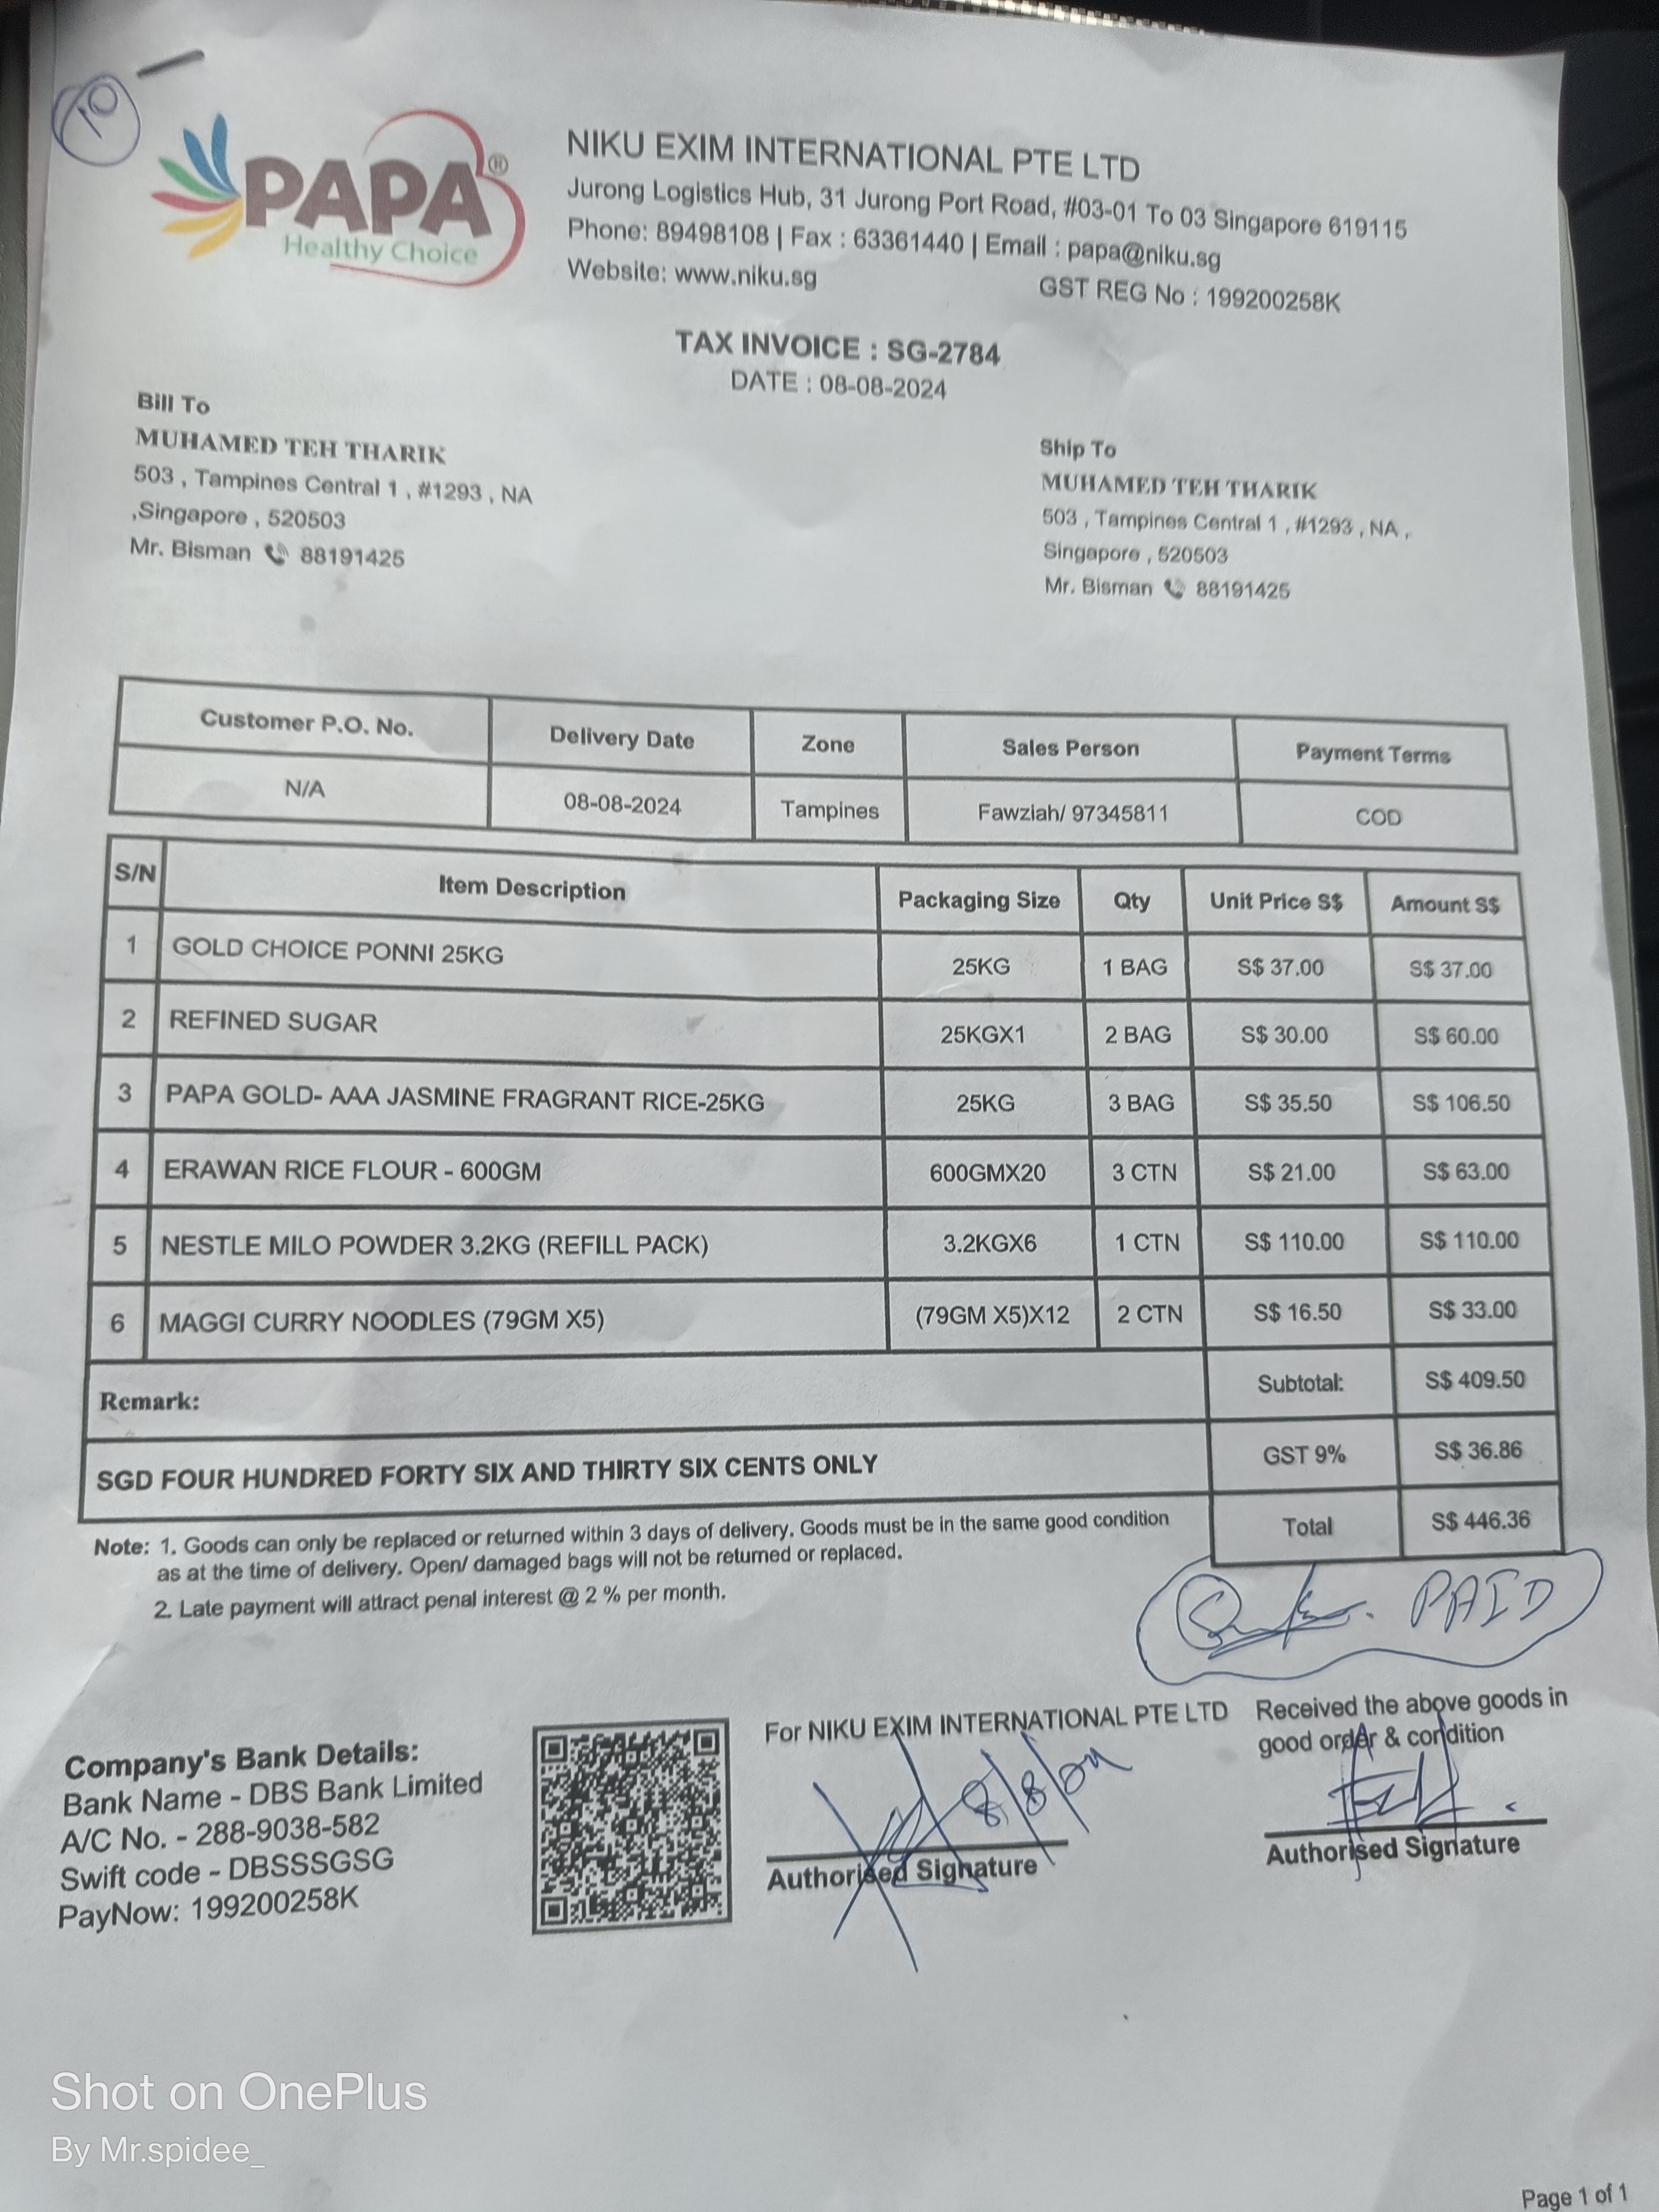 10
PAPA®
Healthy Choice
NIKU EXIM INTERNATIONAL PTE LTD
Jurong Logistics Hub, 31 Jurong Port Road, #03-01 To 03 Singapore 619115
Phone: 89498108 | Fax : 63361440 | Email : papa@niku.sg
Website: www.niku.sg GST REG No : 199200258K
TAX INVOICE : SG-2784
DATE : 08-08-2024
Bill To
MUHAMED TEH THARIK
503 , Tampines Central 1 , #1293 , NA
,Singapore , 520503
Mr. Bisman 88191425
Ship To
MUHAMED TEH THARIK
503 , Tampines Central 1 , #1293 , NA ,
Singapore , 520503
Mr. Bisman 88191425
Customer P.O. No. Delivery Date Zone Sales Person Payment Terms
N/A 08-08-2024 Tampines Fawziah/ 97345811 COD
S/N Item Description Packaging Size Qty Unit Price S$ Amount S$
1 GOLD CHOICE PONNI 25KG 25KG 1 BAG S$ 37.00 S$ 37.00
2 REFINED SUGAR 25KGX1 2 BAG S$ 30.00 S$ 60.00
3 PAPA GOLD- AAA JASMINE FRAGRANT RICE-25KG 25KG 3 BAG S$ 35.50 S$ 106.50
4 ERAWAN RICE FLOUR - 600GM 600GMX20 3 CTN S$ 21.00 S$ 63.00
5 NESTLE MILO POWDER 3.2KG (REFILL PACK) 3.2KGX6 1 CTN S$ 110.00 S$ 110.00
6 MAGGI CURRY NOODLES (79GM X5) (79GM X5)X12 2 CTN S$ 16.50 S$ 33.00
Remark: Subtotal: S$ 409.50
SGD FOUR HUNDRED FORTY SIX AND THIRTY SIX CENTS ONLY GST 9% S$ 36.86
Total S$ 446.36
Note: 1. Goods can only be replaced or returned within 3 days of delivery. Goods must be in the same good condition
as at the time of delivery. Open/ damaged bags will not be returned or replaced.
2. Late payment will attract penal interest @ 2 % per month.
PAID
Company's Bank Details:
Bank Name - DBS Bank Limited
A/C No. - 288-9038-582
Swift code - DBSSSGSG
PayNow: 199200258K
For NIKU EXIM INTERNATIONAL PTE LTD
8/8/24
Authorised Signature
Received the above goods in
good order & condition
Authorised Signature
Shot on OnePlus
By Mr.spidee_
Page 1 of 1